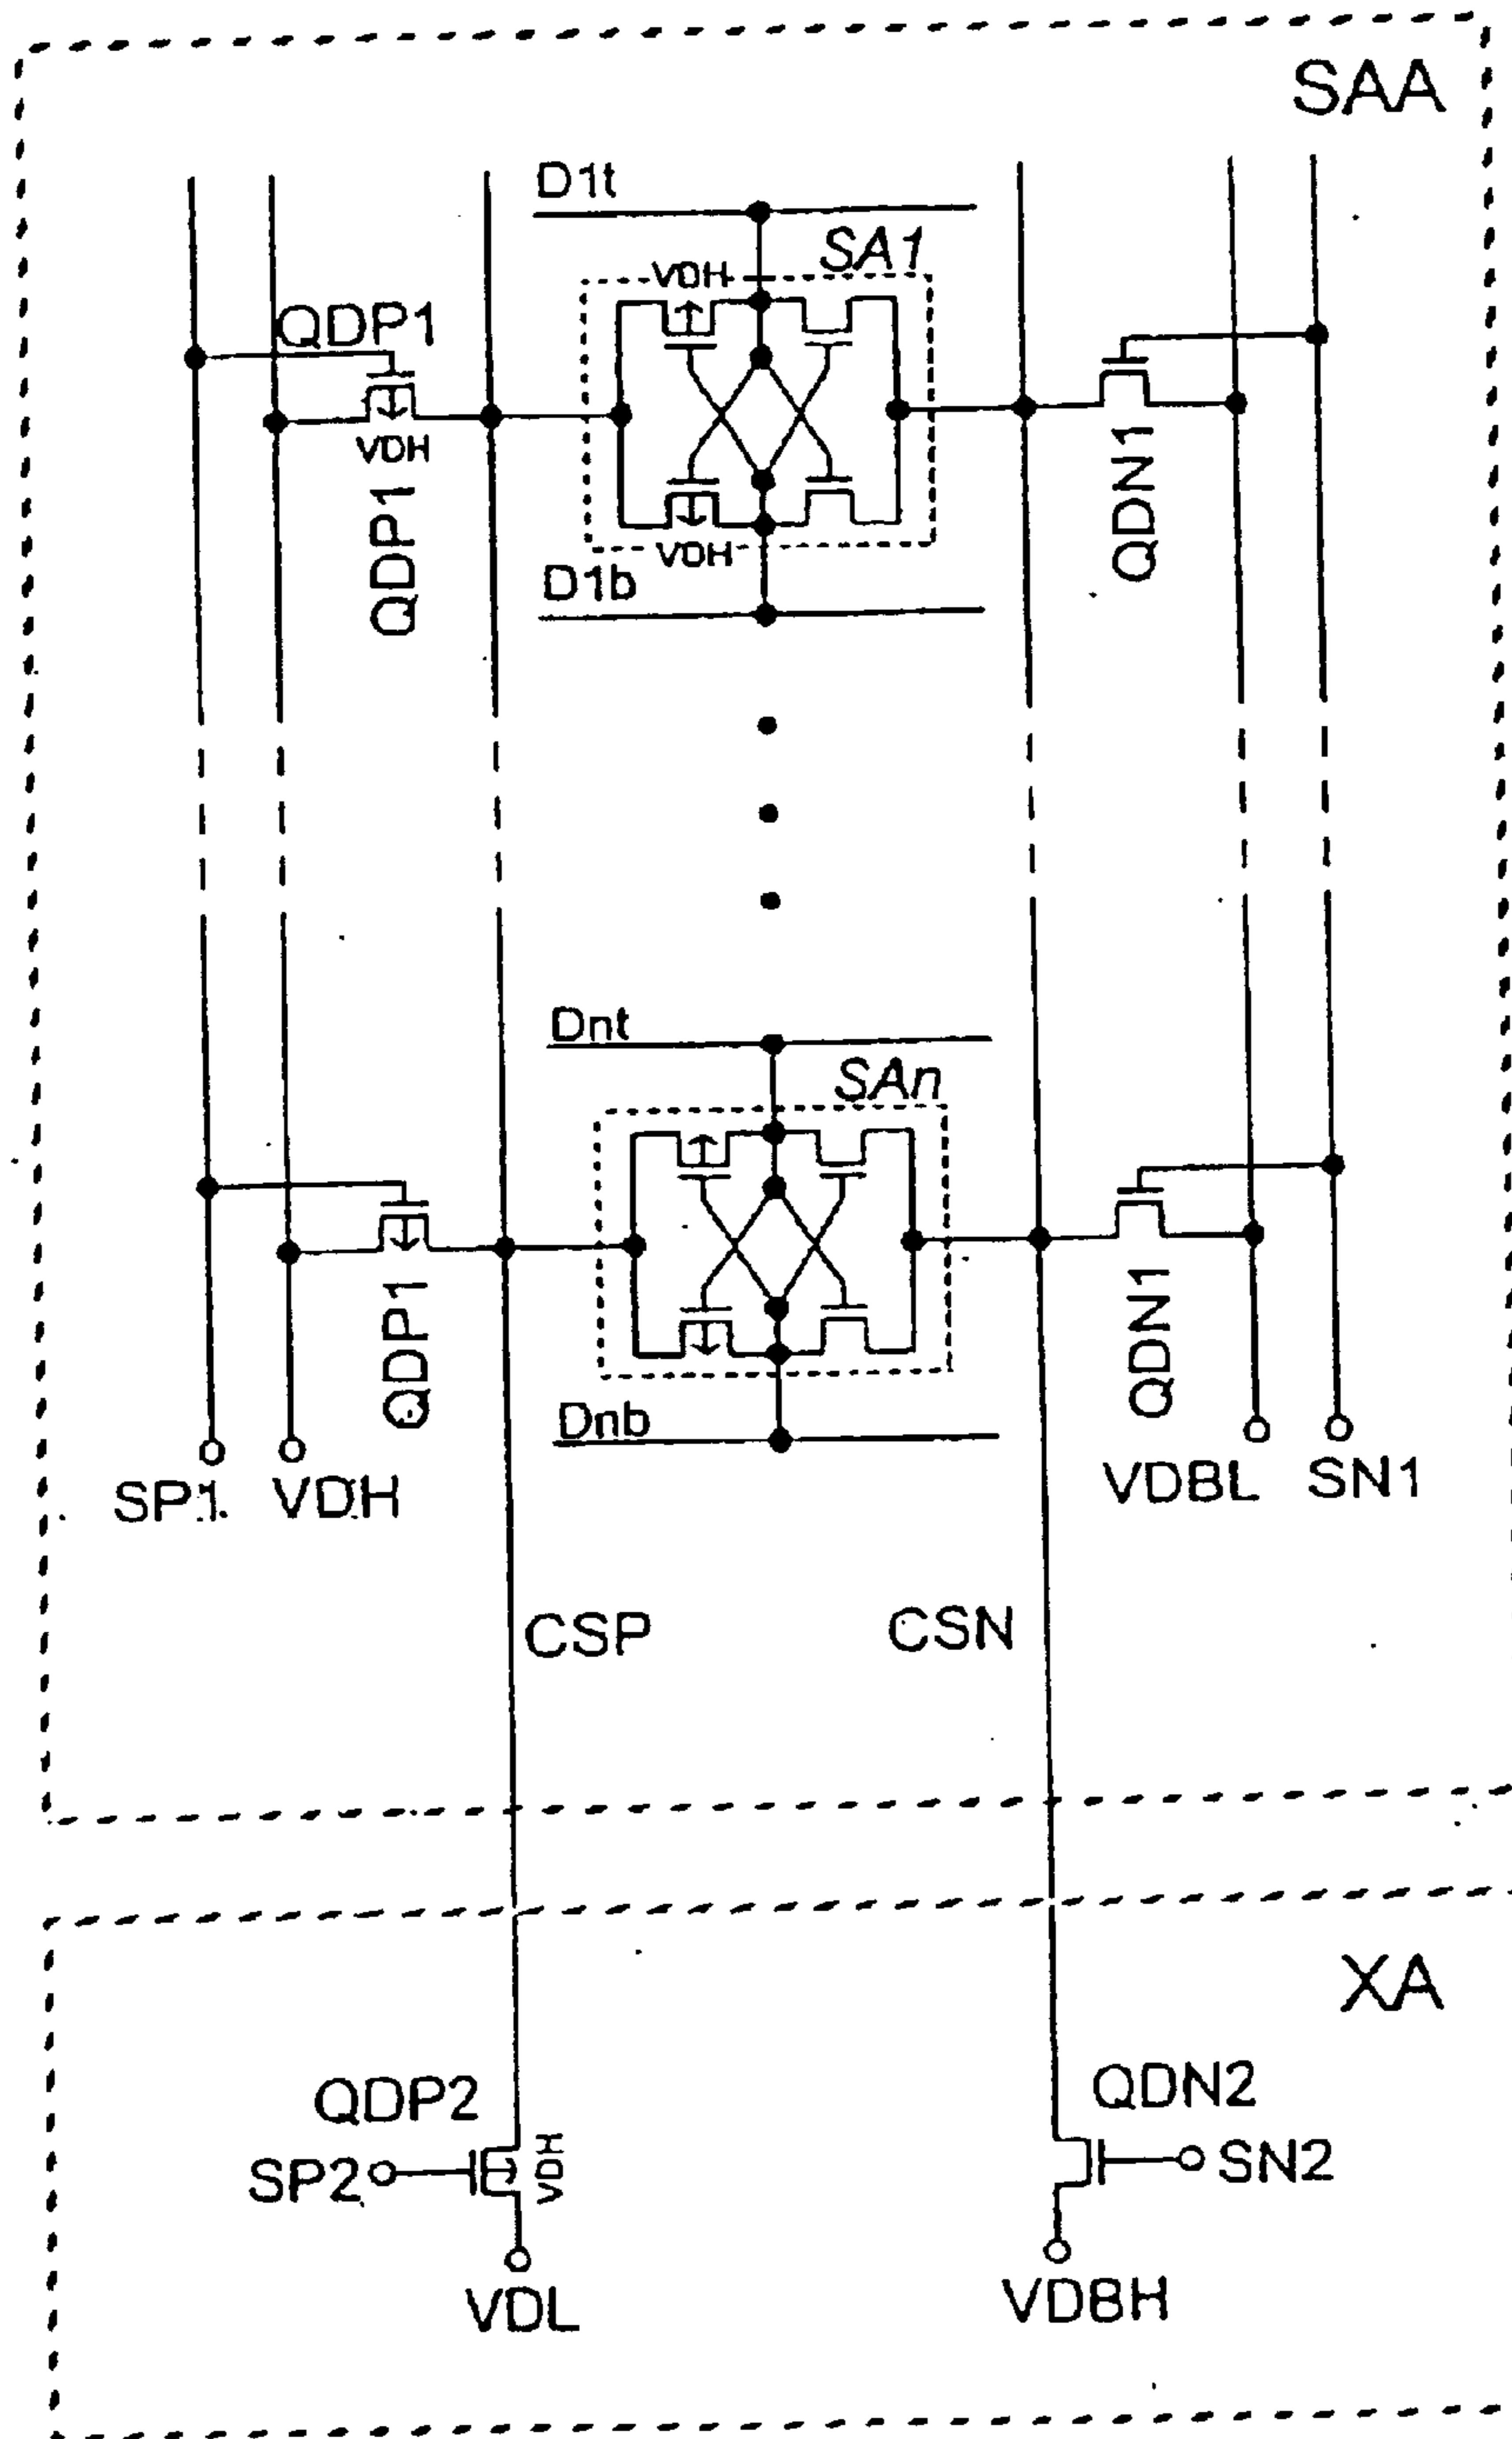 SAA
D1t
SA1
VDH
QDP1
VDH
QDP1
QDN1
VDH
D1b
Dnt
SAn
QDP1
QDN1
Dnb
SP1
VDH
VDBL
SN1
CSP
CSN
XA
QDP2
QDN2
SP2
VDH
SN2
VDL
VDBH